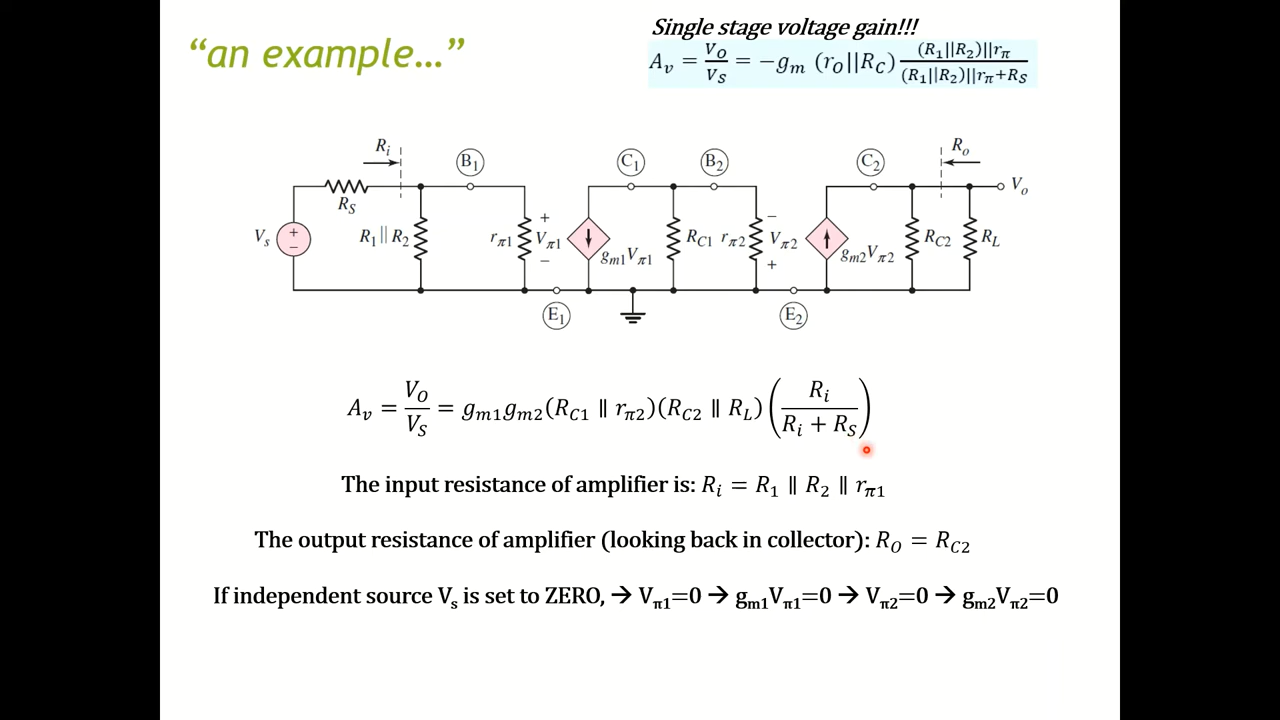 “an example…”
Single stage voltage gain!!!
A_v = V_O/V_S = −g_m (r_O||R_C) (R_1||R_2)||r_π / (R_1||R_2)||r_π+R_S
R_i
R_o
B_1
C_1
B_2
C_2
V_o
R_S
V_s
+
−
R_1||R_2
r_π1
+
V_π1
−
g_m1V_π1
R_C1
r_π2
−
V_π2
+
g_m2V_π2
R_C2
R_L
E_1
E_2
A_v = V_O/V_S = g_m1g_m2(R_C1 ∥ r_π2)(R_C2 ∥ R_L)(R_i/(R_i + R_S))
The input resistance of amplifier is: R_i = R_1 ∥ R_2 ∥ r_π1
The output resistance of amplifier (looking back in collector): R_O = R_C2
If independent source V_s is set to ZERO, → V_π1=0 → g_m1V_π1=0 → V_π2=0 → g_m2V_π2=0